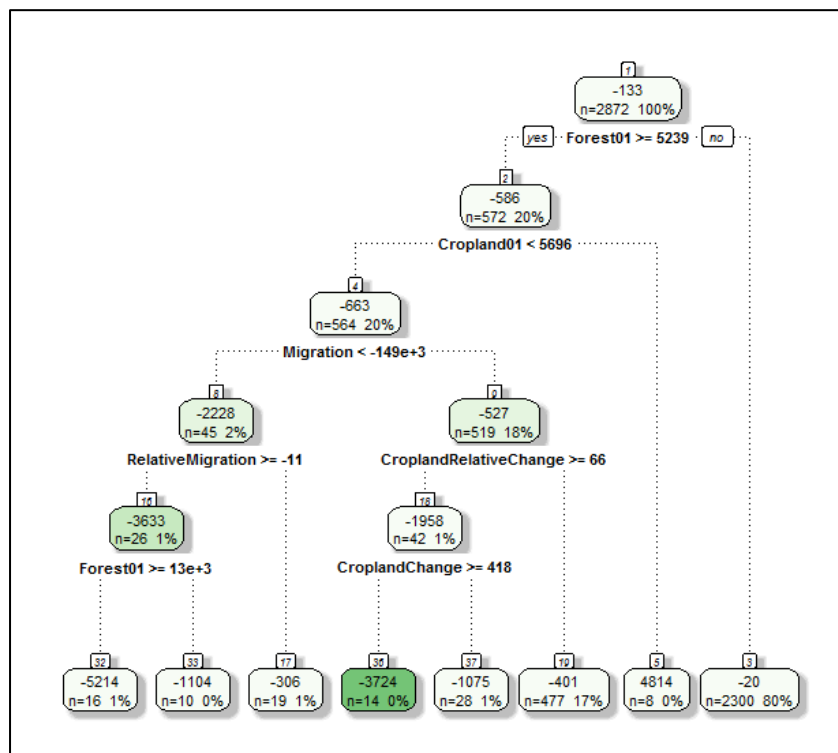 1
-133
n=2872 100%
yes Forest01 >= 5239 no
2
-586
n=572 20%
Cropland01 < 5696
4
-663
n=564 20%
Migration < -149e+3
8 9
-2228 -527
n=45 2% n=519 18%
RelativeMigration >= -11 CroplandRelativeChange >= 66
16 18
-3633 -1958
n=26 1% n=42 1%
Forest01 >= 13e+3 CroplandChange >= 418
32 33 17 36 37 19 5 3
-5214 -1104 -306 -3724 -1075 -401 4814 -20
n=16 1% n=10 0% n=19 1% n=14 0% n=28 1% n=477 17% n=8 0% n=2300 80%